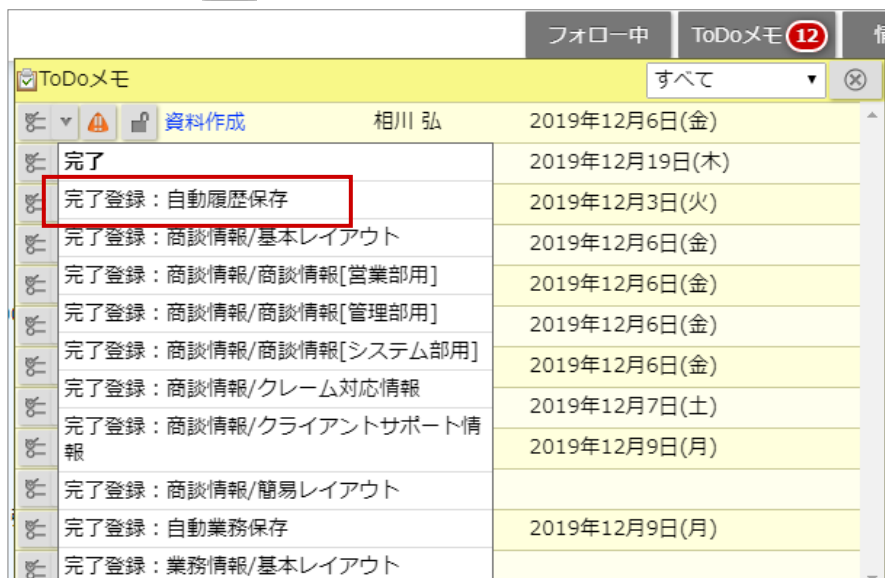 フォロー中 ToDoメモ 12
ToDoメモ すべて
資料作成 相川 弘 2019年12月6日(金)
完了 2019年12月19日(木)
完了登録：自動履歴保存 2019年12月3日(火)
完了登録：商談情報/基本レイアウト 2019年12月6日(金)
完了登録：商談情報/商談情報[営業部用] 2019年12月6日(金)
完了登録：商談情報/商談情報[管理部用] 2019年12月6日(金)
完了登録：商談情報/商談情報[システム部用] 2019年12月6日(金)
完了登録：商談情報/クレーム対応情報 2019年12月7日(土)
完了登録：商談情報/クライアントサポート情 2019年12月9日(月)
報
完了登録：商談情報/簡易レイアウト
完了登録：自動業務保存 2019年12月9日(月)
完了登録：業務情報/基本レイアウト